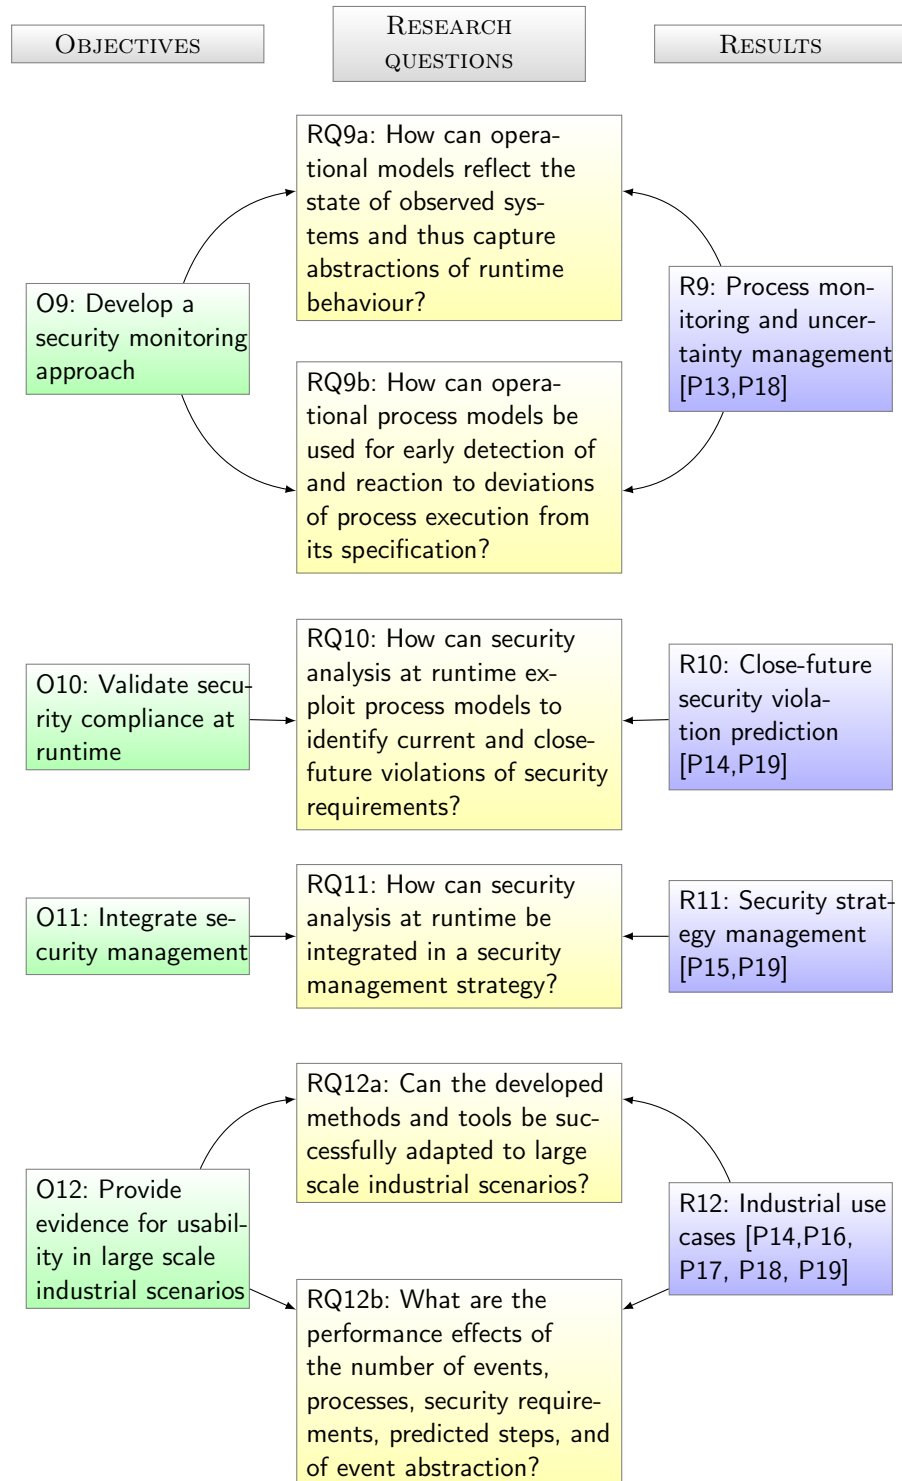 OBJECTIVES
RESEARCH
QUESTIONS
RESULTS
RQ9a: How can opera-
tional models reflect the
state of observed sys-
tems and thus capture
abstractions of runtime
behaviour?
O9: Develop a
security monitoring
approach
R9: Process mon-
itoring and uncer-
tainty management
[P13,P18]
RQ9b: How can opera-
tional process models be
used for early detection of
and reaction to deviations
of process execution from
its specification?
O10: Validate secu-
rity compliance at
runtime
RQ10: How can security
analysis at runtime ex-
ploit process models to
identify current and close-
future violations of security
requirements?
R10: Close-future
security viola-
tion prediction
[P14,P19]
O11: Integrate se-
curity management
RQ11: How can security
analysis at runtime be
integrated in a security
management strategy?
R11: Security strat-
egy management
[P15,P19]
RQ12a: Can the developed
methods and tools be suc-
cessfully adapted to large
scale industrial scenarios?
O12: Provide
evidence for usabil-
ity in large scale
industrial scenarios
R12: Industrial use
cases [P14,P16,
P17, P18, P19]
RQ12b: What are the
performance effects of
the number of events,
processes, security require-
ments, predicted steps, and
of event abstraction?